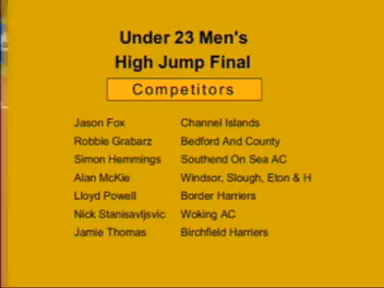 Under 23 Men's
High Jump Final
Competitors
Jason Fox Channel Islands
Robbie Grabarz Bedford And County
Simon Hemmings Southend On Sea AC
Alan McKie Windsor, Slough, Eton & H
Lloyd Powell Border Harriers
Nick Stanisavljsvic Woking AC
Jamie Thomas Birchfield Harriers